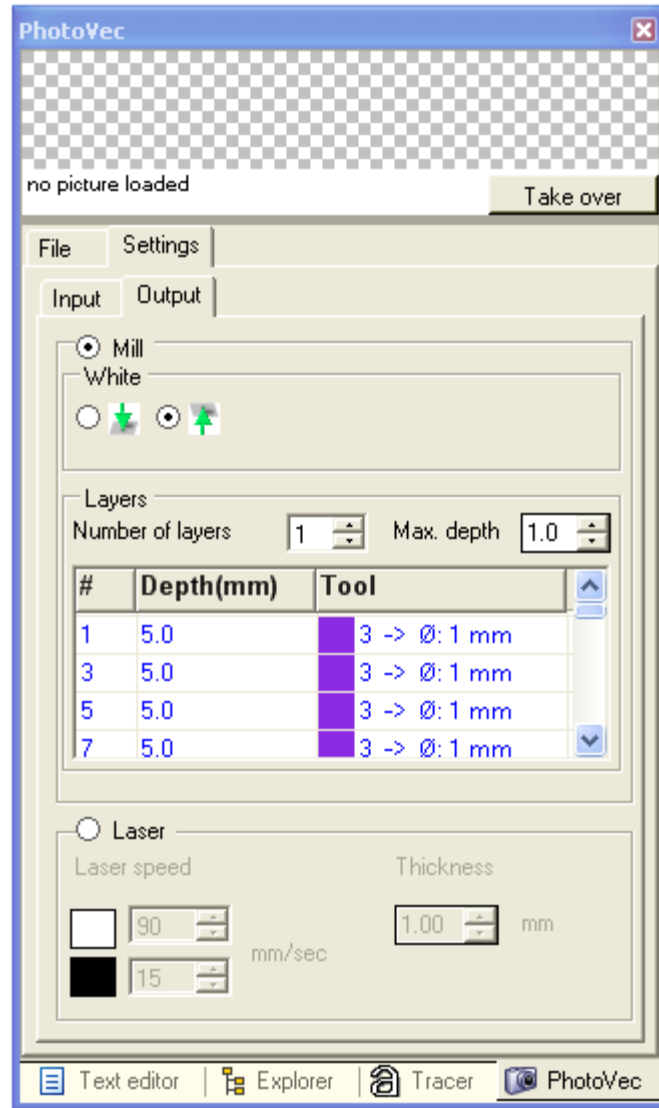 PhotoVec
no picture loaded
Take over
File Settings
Input Output
Mill
White
Layers
Number of layers 1 Max. depth 1.0
# Depth(mm) Tool
1 5.0 3 -> Ø: 1 mm
3 5.0 3 -> Ø: 1 mm
5 5.0 3 -> Ø: 1 mm
7 5.0 3 -> Ø: 1 mm
Laser
Laser speed Thickness
90 1.00 mm
mm/sec
15
Text editor Explorer Tracer PhotoVec